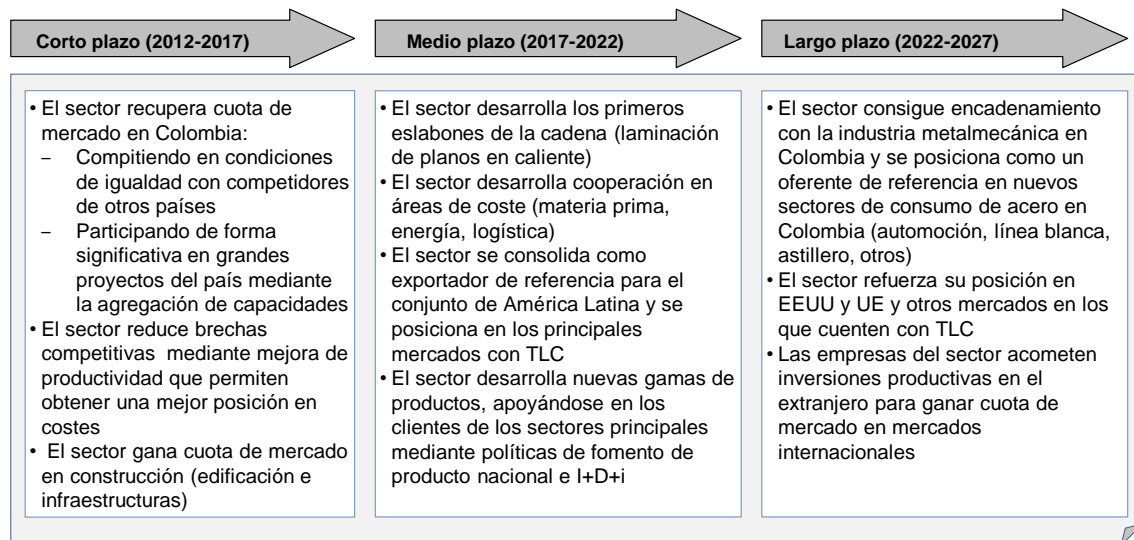 Corto plazo (2012-2017)
Medio plazo (2017-2022)
Largo plazo (2022-2027)
• El sector recupera cuota de
mercado en Colombia:
– Compitiendo en condiciones
de igualdad con competidores
de otros países
– Participando de forma
significativa en grandes
proyectos del país mediante
la agregación de capacidades
• El sector reduce brechas
competitivas mediante mejora de
productividad que permiten
obtener una mejor posición en
costes
• El sector gana cuota de mercado
en construcción (edificación e
infraestructuras)
• El sector desarrolla los primeros
eslabones de la cadena (laminación
de planos en caliente)
• El sector desarrolla cooperación en
áreas de coste (materia prima,
energía, logística)
• El sector se consolida como
exportador de referencia para el
conjunto de América Latina y se
posiciona en los principales
mercados con TLC
• El sector desarrolla nuevas gamas de
productos, apoyándose en los
clientes de los sectores principales
mediante políticas de fomento de
producto nacional e I+D+i
• El sector consigue encadenamiento
con la industria metalmecánica en
Colombia y se posiciona como un
oferente de referencia en nuevos
sectores de consumo de acero en
Colombia (automoción, línea blanca,
astillero, otros)
• El sector refuerza su posición en
EEUU y UE y otros mercados en los
que cuenten con TLC
• Las empresas del sector acometen
inversiones productivas en el
extranjero para ganar cuota de
mercado en mercados
internacionales